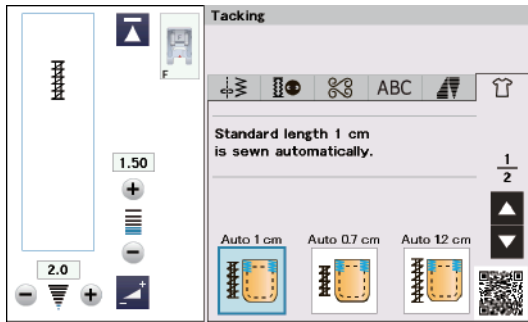 Tacking
F
ABC
Standard length 1 cm
is sewn automatically.
1.50
1
2
Auto 1 cm Auto 0.7 cm Auto 1.2 cm
2.0